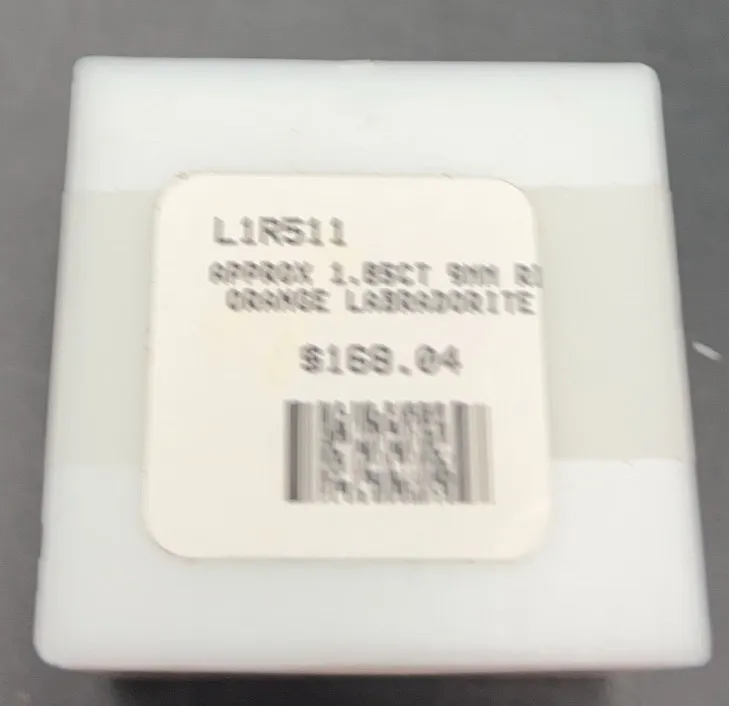 L1R511
APPROX 1.85CT 9MM
ORANGE LABRADORITE
$168.04